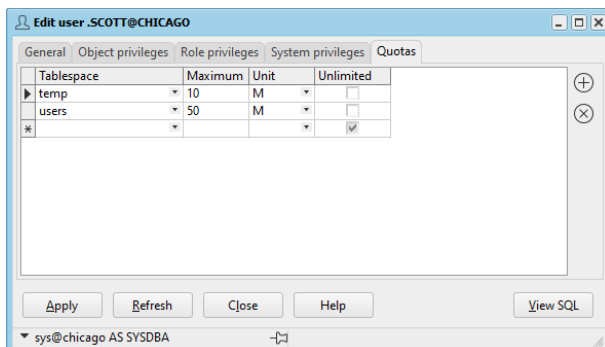 Edit user .SCOTT@CHICAGO
General Object privileges Role privileges System privileges Quotas
Tablespace Maximum Unit Unlimited
temp 10 M
users 50 M
*
Apply Refresh Close Help View SQL
sys@chicago AS SYSDBA